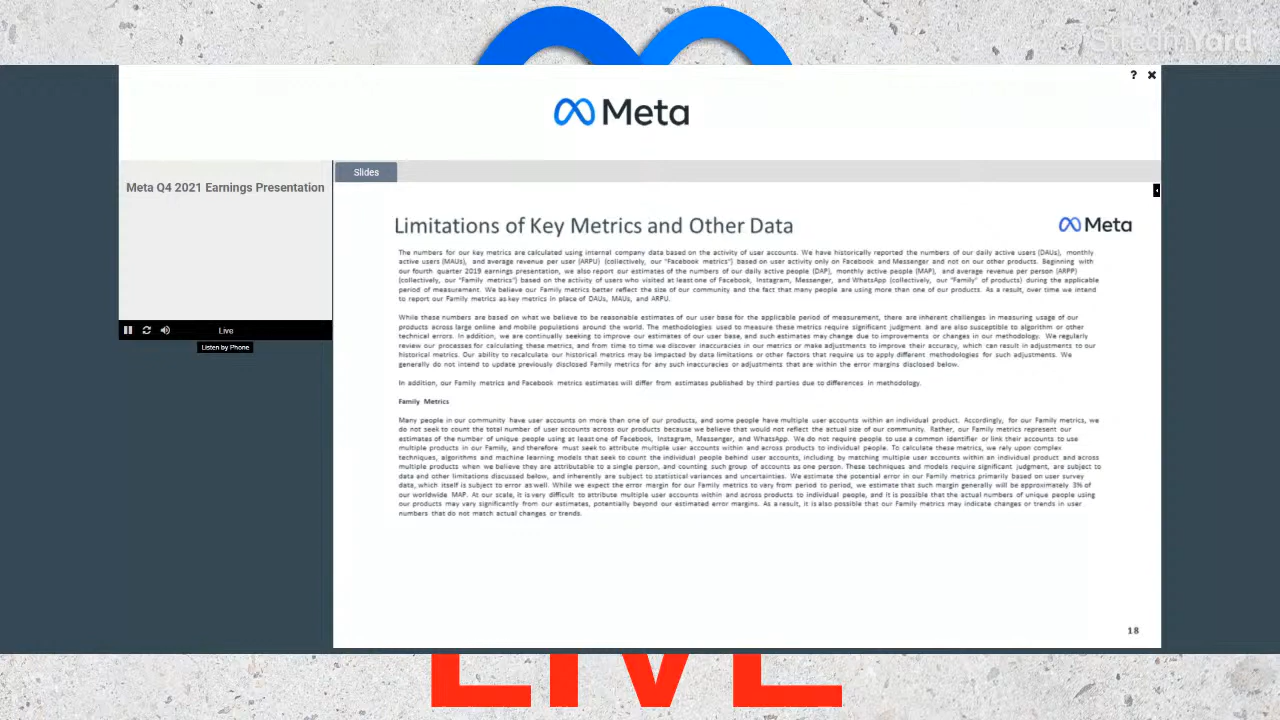 StockYard
? ×
Meta
Slides
Meta Q4 2021 Earnings Presentation
Live
Listen by Phone
Limitations of Key Metrics and Other Data
Meta
The numbers for our key metrics are calculated using internal company data based on the activity of user accounts. We have historically reported the numbers of our daily active users (DAUs), monthly
active users (MAUs), and average revenue per user (ARPU) (collectively, our "Facebook metrics") based on user activity only on Facebook and Messenger and not on our other products. Beginning with
our fourth quarter 2019 earnings presentation, we also report our estimates of the numbers of our daily active people (DAP), monthly active people (MAP), and average revenue per person (ARPP)
(collectively, our "Family metrics") based on the activity of users who visited at least one of Facebook, Instagram, Messenger, and WhatsApp (collectively, our "Family" of products) during the applicable
period of measurement. We believe our Family metrics better reflect the size of our community and the fact that many people are using more than one of our products. As a result, over time we intend
to report our Family metrics as key metrics in place of DAUs, MAUs, and ARPU.
While these numbers are based on what we believe to be reasonable estimates of our user base for the applicable period of measurement, there are inherent challenges in measuring usage of our
products across large online and mobile populations around the world. The methodologies used to measure these metrics require significant judgment and are also susceptible to algorithm or other
technical errors. In addition, we are continually seeking to improve our estimates of our user base, and such estimates may change due to improvements or changes in our methodology. We regularly
review our processes for calculating these metrics, and from time to time we discover inaccuracies in our metrics or make adjustments to improve their accuracy, which can result in adjustments to our
historical metrics. Our ability to recalculate our historical metrics may be impacted by data limitations or other factors that require us to apply different methodologies for such adjustments. We
generally do not intend to update previously disclosed Family metrics for any such inaccuracies or adjustments that are within the error margins disclosed below.
In addition, our Family metrics and Facebook metrics estimates will differ from estimates published by third parties due to differences in methodology.
Family Metrics
Many people in our community have user accounts on more than one of our products, and some people have multiple user accounts within an individual product. Accordingly, for our Family metrics, we
do not seek to count the total number of user accounts across our products because we believe that would not reflect the actual size of our community. Rather, our Family metrics represent our
estimates of the number of unique people using at least one of Facebook, Instagram, Messenger, and WhatsApp. We do not require people to use a common identifier or link their accounts to use
multiple products in our Family, and therefore must seek to attribute multiple user accounts within and across products to individual people. To calculate these metrics, we rely upon complex
techniques, algorithms and machine learning models that seek to count the individual people behind user accounts, including by matching multiple user accounts within an individual product and across
multiple products when we believe they are attributable to a single person, and counting such group of accounts as one person. These techniques and models require significant judgment, are subject to
data and other limitations discussed below, and inherently are subject to statistical variances and uncertainties. We estimate the potential error in our Family metrics primarily based on user survey
data, which itself is subject to error as well. While we expect the error margin for our Family metrics to vary from period to period, we estimate that such margin generally will be approximately 3% of
our worldwide MAP. At our scale, it is very difficult to attribute multiple user accounts within and across products to individual people, and it is possible that the actual numbers of unique people using
our products may vary significantly from our estimates, potentially beyond our estimated error margins. As a result, it is also possible that our Family metrics may indicate changes or trends in user
numbers that do not match actual changes or trends.
18
LIVE